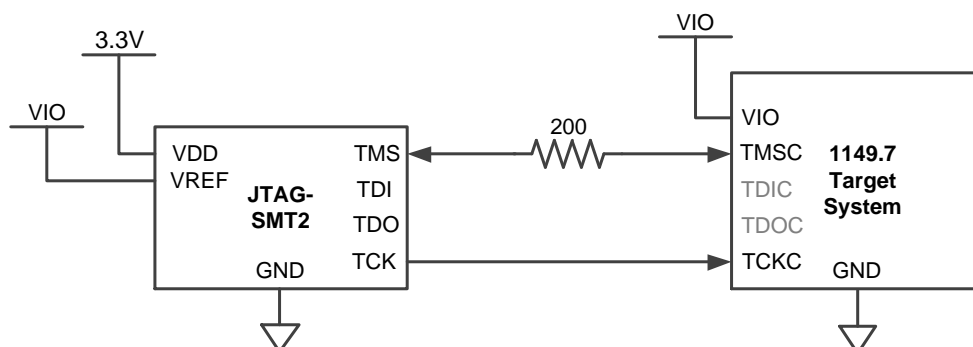 VIO
3.3V
VIO
200
VDD
VREF
JTAG-
SMT2
TMS
TDI
TDO
TCK
GND
VIO
TMSC
TDIC
TDOC
TCKC
1149.7
Target
System
GND